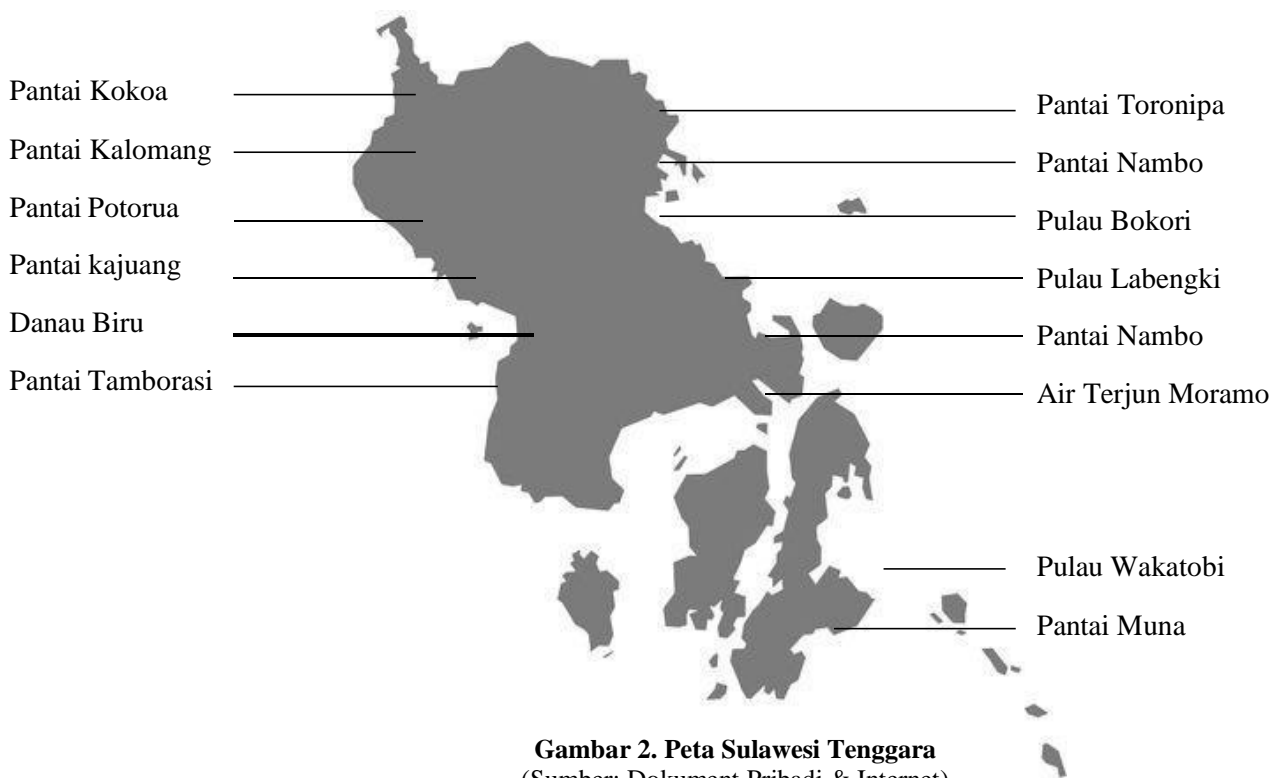 Pantai Kokoa
Pantai Kalomang
Pantai Potorua
Pantai kajuang
Danau Biru
Pantai Tamborasi
Pantai Toronipa
Pantai Nambo
Pulau Bokori
Pulau Labengki
Pantai Nambo
Air Terjun Moramo
Pulau Wakatobi
Pantai Muna
Gambar 2. Peta Sulawesi Tenggara
(Sumber: Dokument Pribadi & Internet)